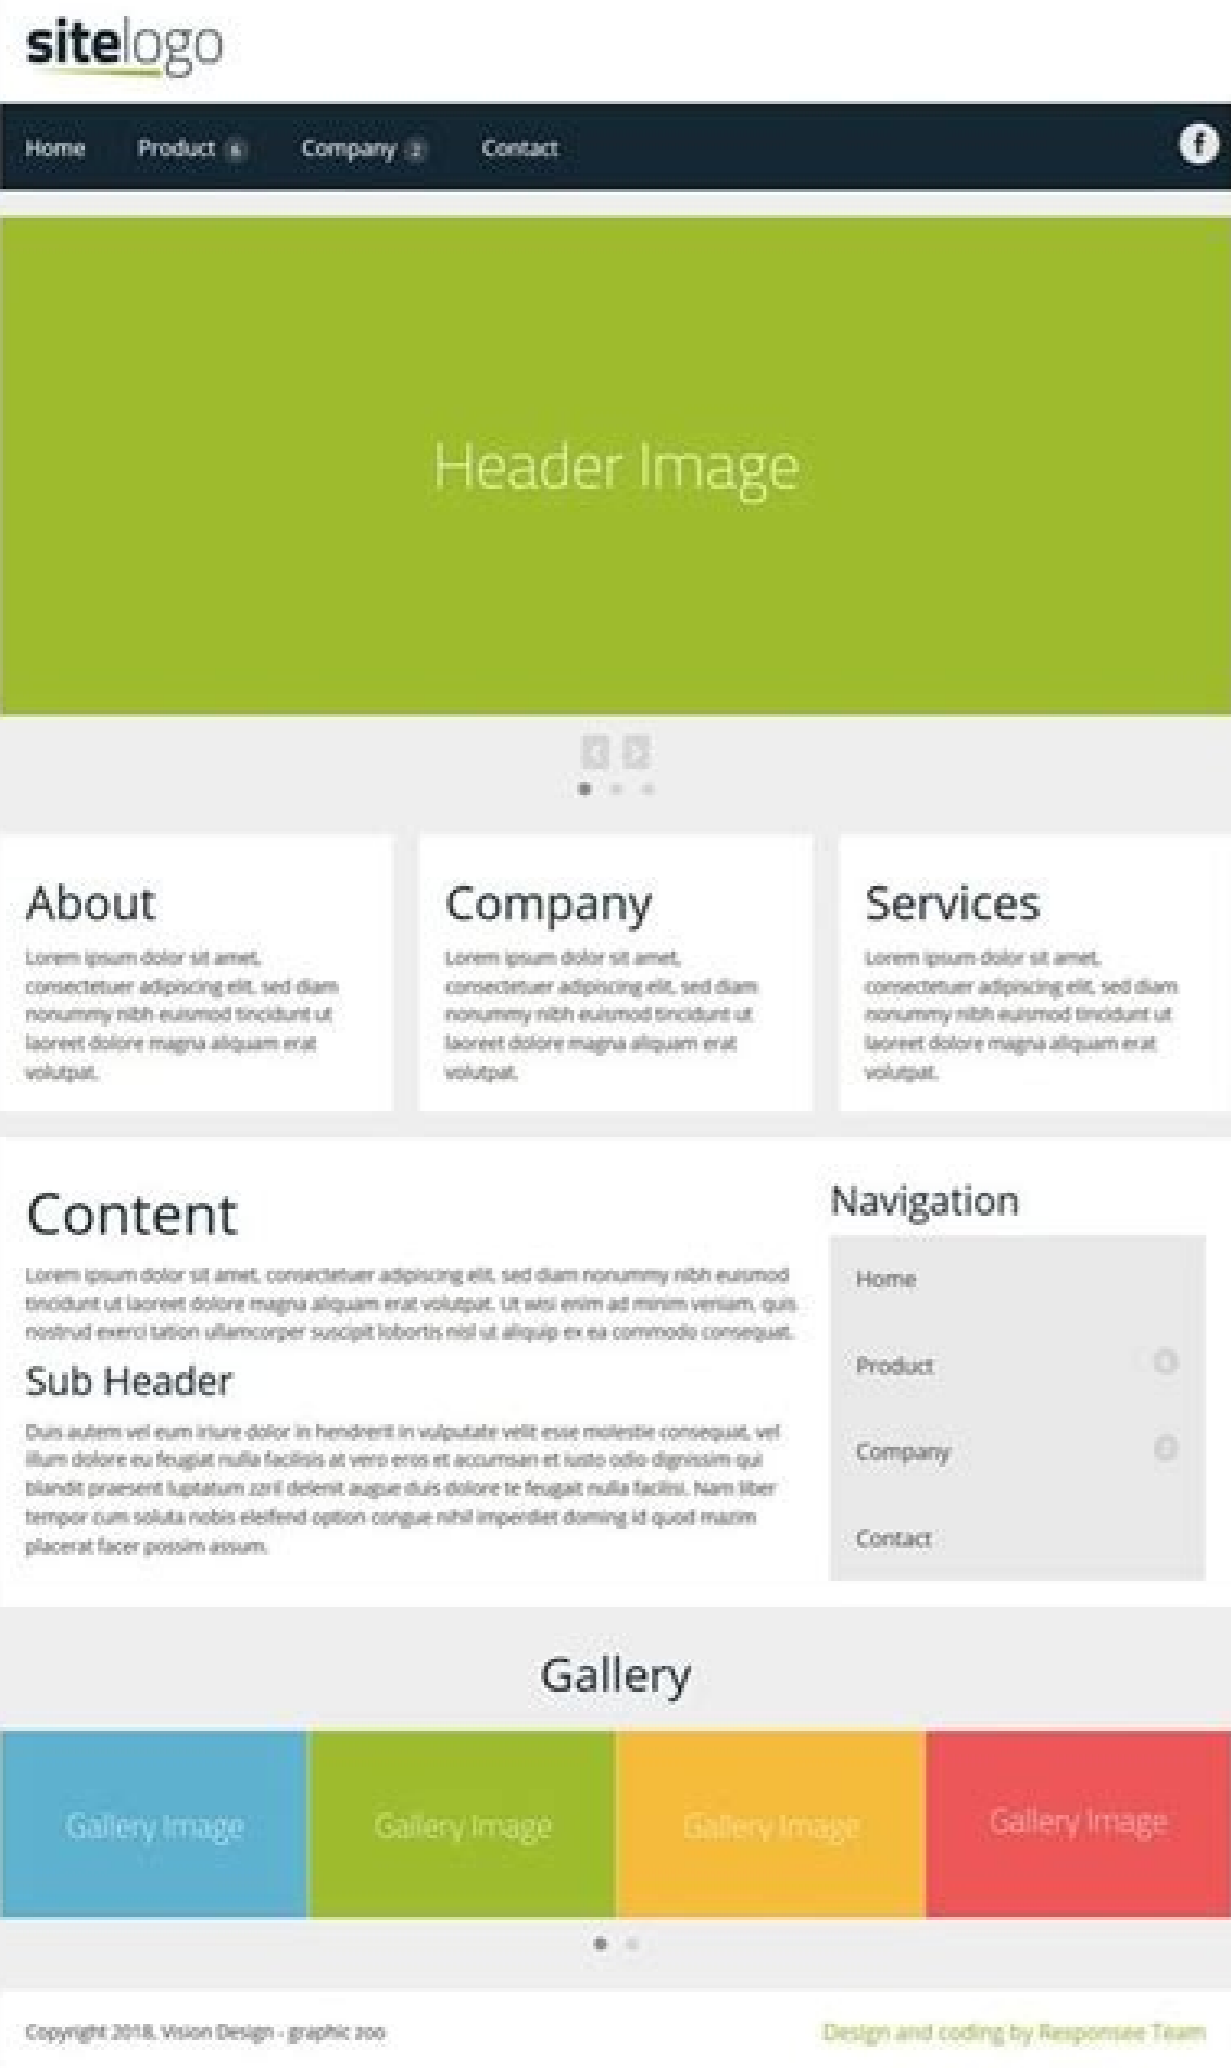 sitelogo
Home Product 6 Company 2 Contact f
Header Image
About
Lorem ipsum dolor sit amet,
consectetuer adipiscing elit, sed diam
nonummy nibh euismod tincidunt ut
laoreet dolore magna aliquam erat
volutpat.
Company
Lorem ipsum dolor sit amet,
consectetuer adipiscing elit, sed diam
nonummy nibh euismod tincidunt ut
laoreet dolore magna aliquam erat
volutpat.
Services
Lorem ipsum dolor sit amet,
consectetuer adipiscing elit, sed diam
nonummy nibh euismod tincidunt ut
laoreet dolore magna aliquam erat
volutpat.
Content
Lorem ipsum dolor sit amet, consectetuer adipiscing elit, sed diam nonummy nibh euismod
tincidunt ut laoreet dolore magna aliquam erat volutpat. Ut wisi enim ad minim veniam, quis
nostrud exerci tation ullamcorper suscipit lobortis nisl ut aliquip ex ea commodo consequat.
Sub Header
Duis autem vel eum iriure dolor in hendrerit in vulputate velit esse molestie consequat, vel
illum dolore eu feugiat nulla facilisis at vero eros et accumsan et iusto odio dignissim qui
blandit praesent luptatum zzril delenit augue duis dolore te feugait nulla facilisi. Nam liber
tempor cum soluta nobis eleifend option congue nihil imperdiet doming id quod mazim
placerat facer possim assum.
Navigation
Home
Product
Company
Contact
Gallery
Gallery Image
Gallery Image
Gallery Image
Gallery Image
Copyright 2018, Vision Design - graphic zoo
Design and coding by Responsee Team